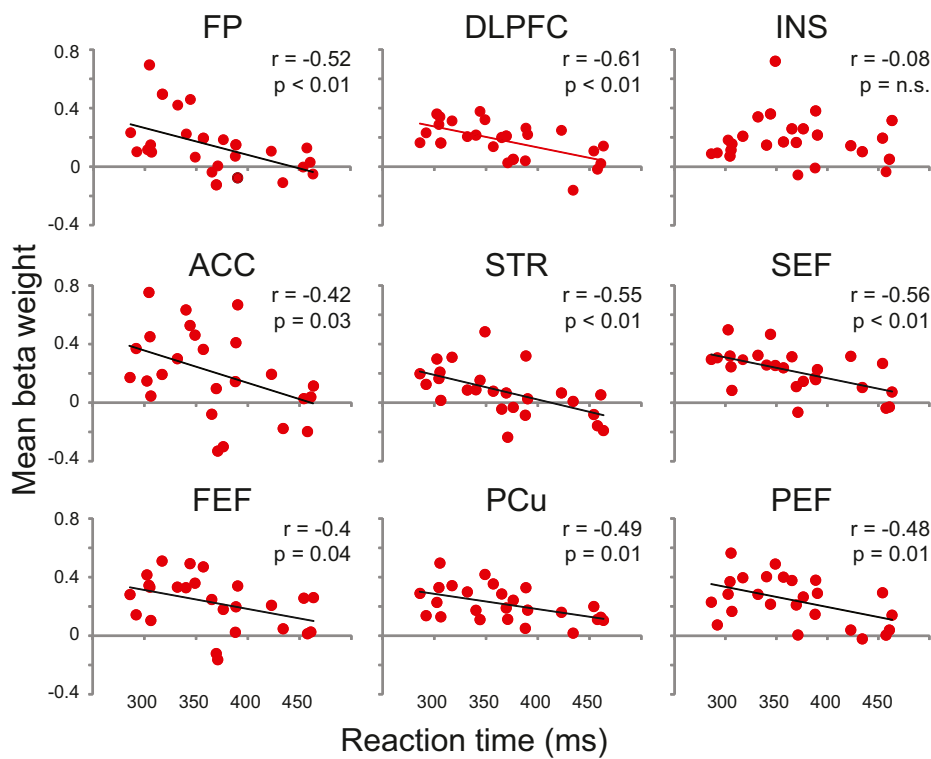 FP
DLPFC
INS
0.8
0.4
0
-0.4
r = -0.52
p < 0.01
r = -0.61
p < 0.01
r = -0.08
p = n.s.
Mean beta weight
ACC
STR
SEF
0.8
0.4
0
-0.4
r = -0.42
p = 0.03
r = -0.55
p < 0.01
r = -0.56
p < 0.01
FEF
PCu
PEF
0.8
0.4
0
-0.4
r = -0.4
p = 0.04
r = -0.49
p = 0.01
r = -0.48
p = 0.01
300 350 400 450
300 350 400 450
300 350 400 450
Reaction time (ms)